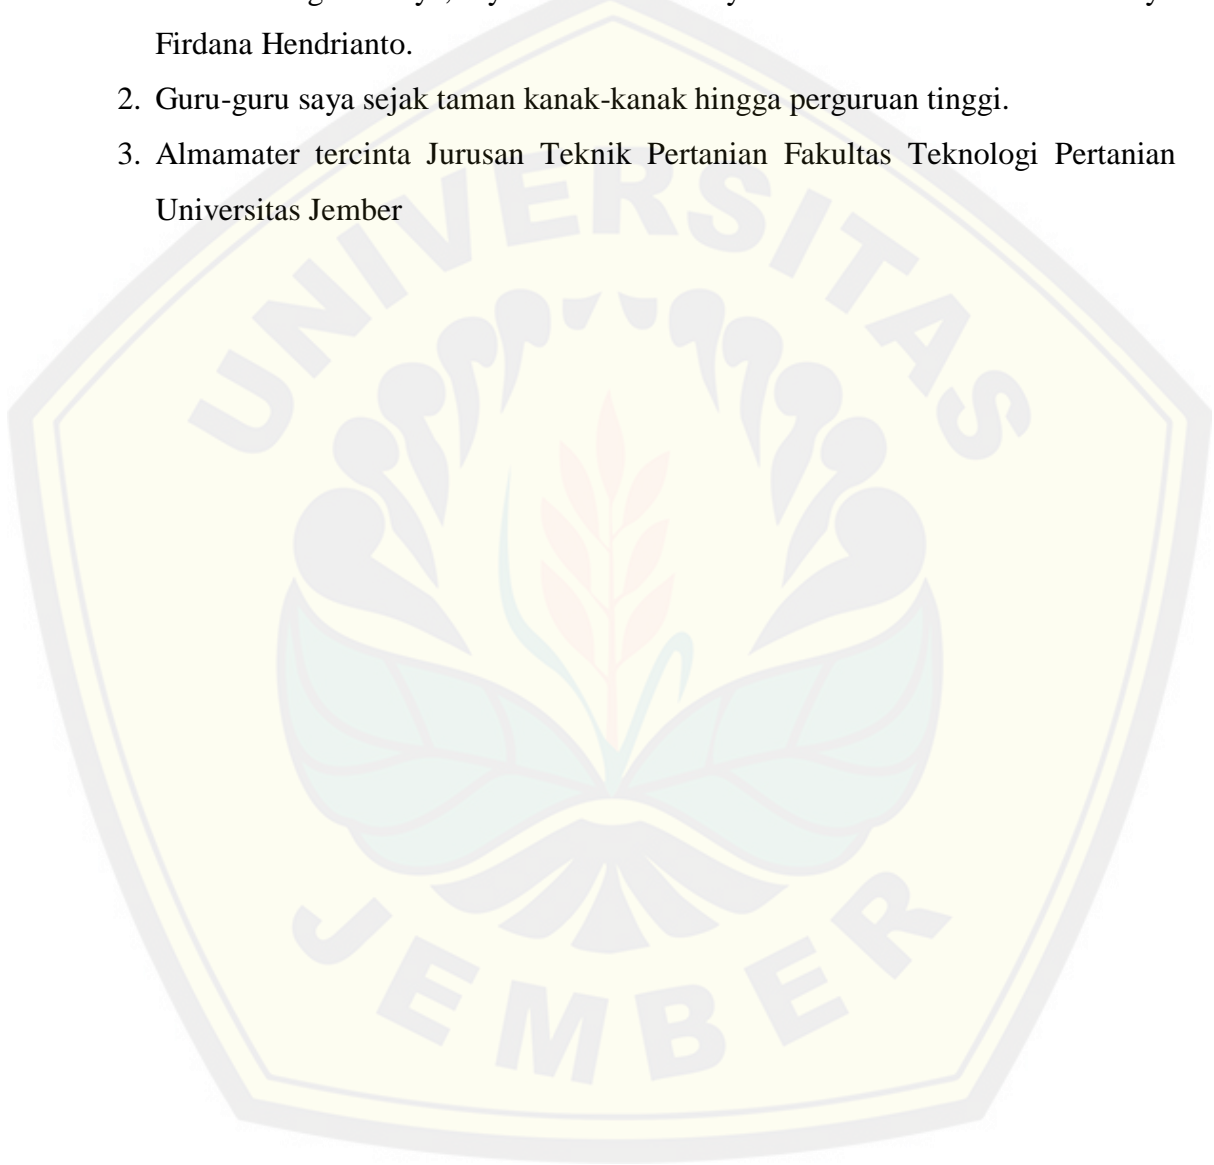 Firdana Hendrianto.
2. Guru-guru saya sejak taman kanak-kanak hingga perguruan tinggi.
3. Almamater tercinta Jurusan Teknik Pertanian Fakultas Teknologi Pertanian
Universitas Jember
UNIVERSITAS
JEMBER